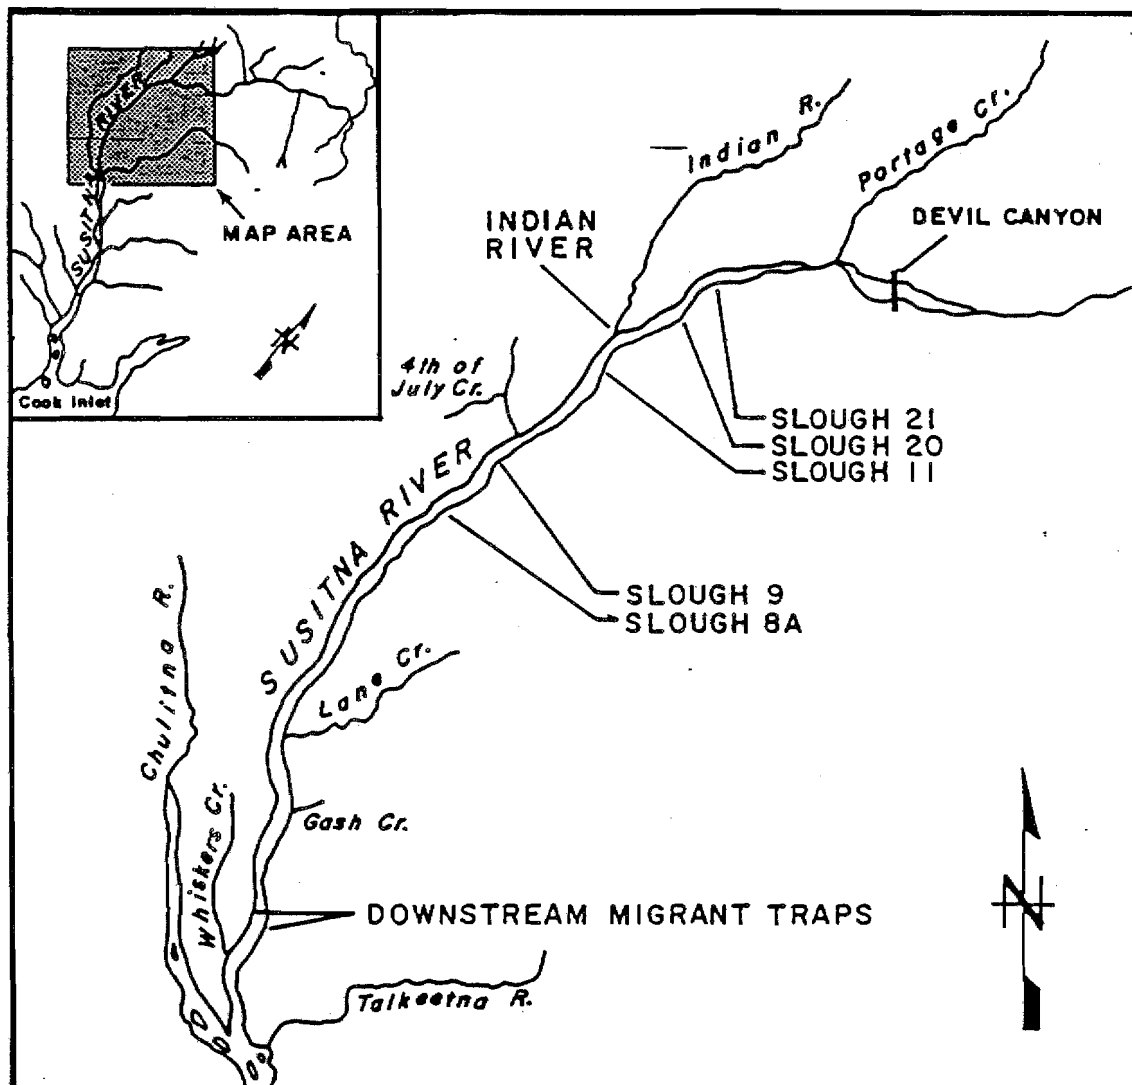 SUSITNA RIVER
MAP AREA
Cook Inlet
N
Indian R.
Portage Cr.
INDIAN
RIVER
DEVIL CANYON
4th of
July Cr.
SLOUGH 21
SLOUGH 20
SLOUGH 11
SUSITNA RIVER
SLOUGH 9
SLOUGH 8A
Chulitna R.
Lane Cr.
Whiskers Cr.
Gash Cr.
DOWNSTREAM MIGRANT TRAPS
Talkeetna R.
N